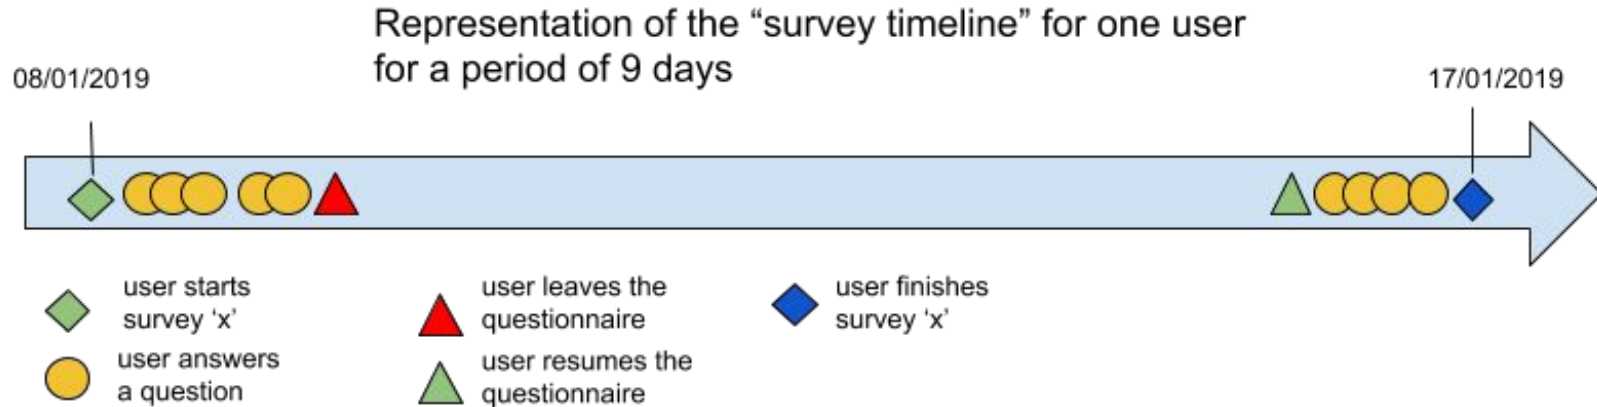 Representation of the “survey timeline” for one user
for a period of 9 days
08/01/2019
17/01/2019
user starts
survey ‘x’
user leaves the
questionnaire
user finishes
survey ‘x’
user answers
a question
user resumes the
questionnaire